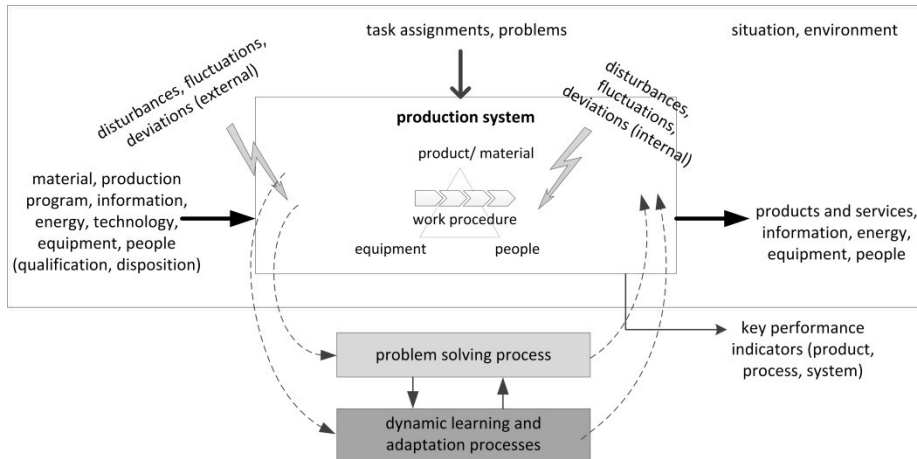 task assignments, problems
situation, environment
disturbances, fluctuations,
deviations (external)
disturbances,
fluctuations,
deviations (internal)
production system
product/ material
work procedure
equipment
people
material, production
program, information,
energy, technology,
equipment, people
(qualification, disposition)
products and services,
information, energy,
equipment, people
key performance
indicators (product,
process, system)
problem solving process
dynamic learning and
adaptation processes